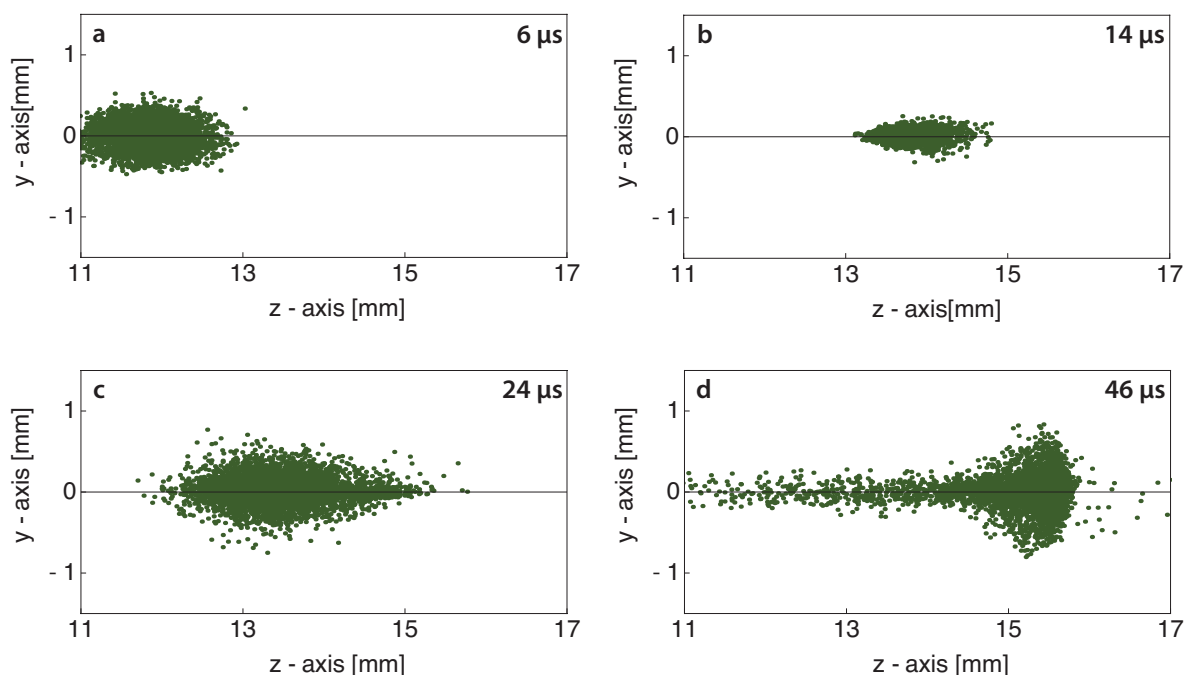 a
6 µs
y - axis[mm]
1
0
- 1
11
13
15
17
z - axis [mm]
b
14 µs
y - axis[mm]
1
0
- 1
11
13
15
17
z - axis[mm]
c
24 µs
y - axis [mm]
1
0
- 1
11
13
15
17
z - axis [mm]
d
46 µs
y - axis [mm]
1
0
- 1
11
13
15
17
z - axis [mm]